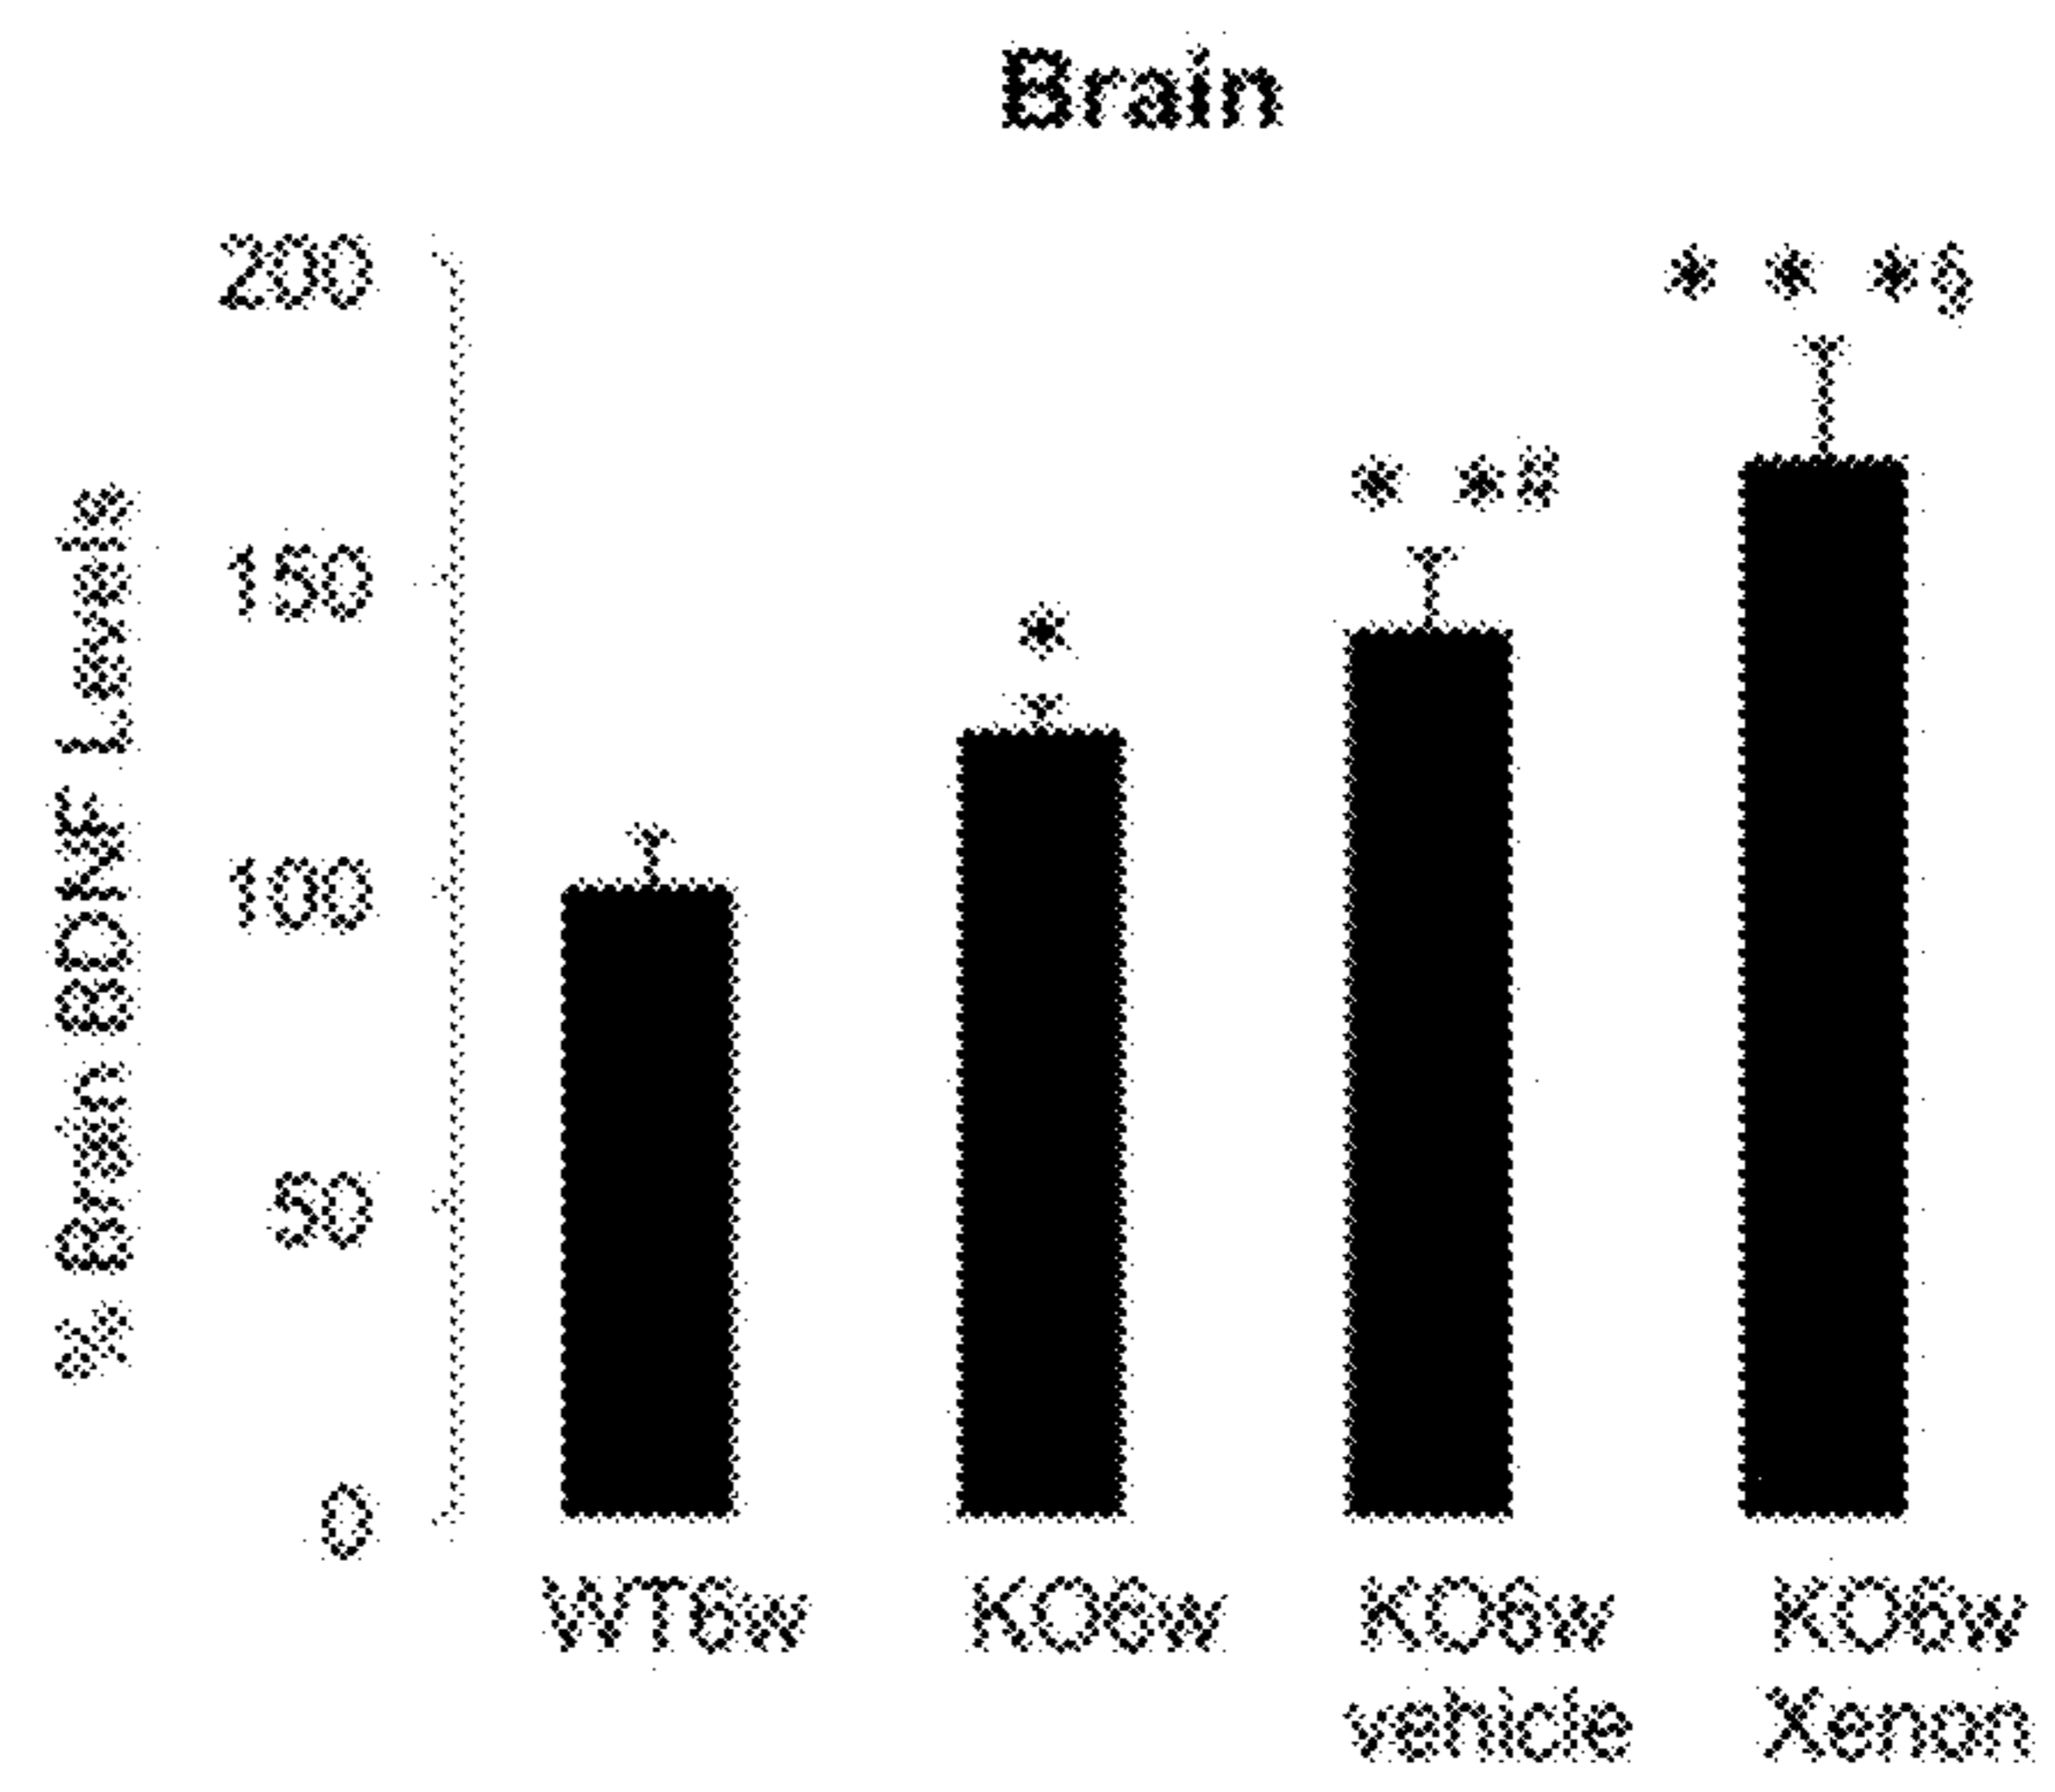 Brain
% Brain BDNF Levels
200
150
100
50
0
*
* *#
* * *§
WT6w
KO6w
KO6w
vehicle
KO6w
Xenon